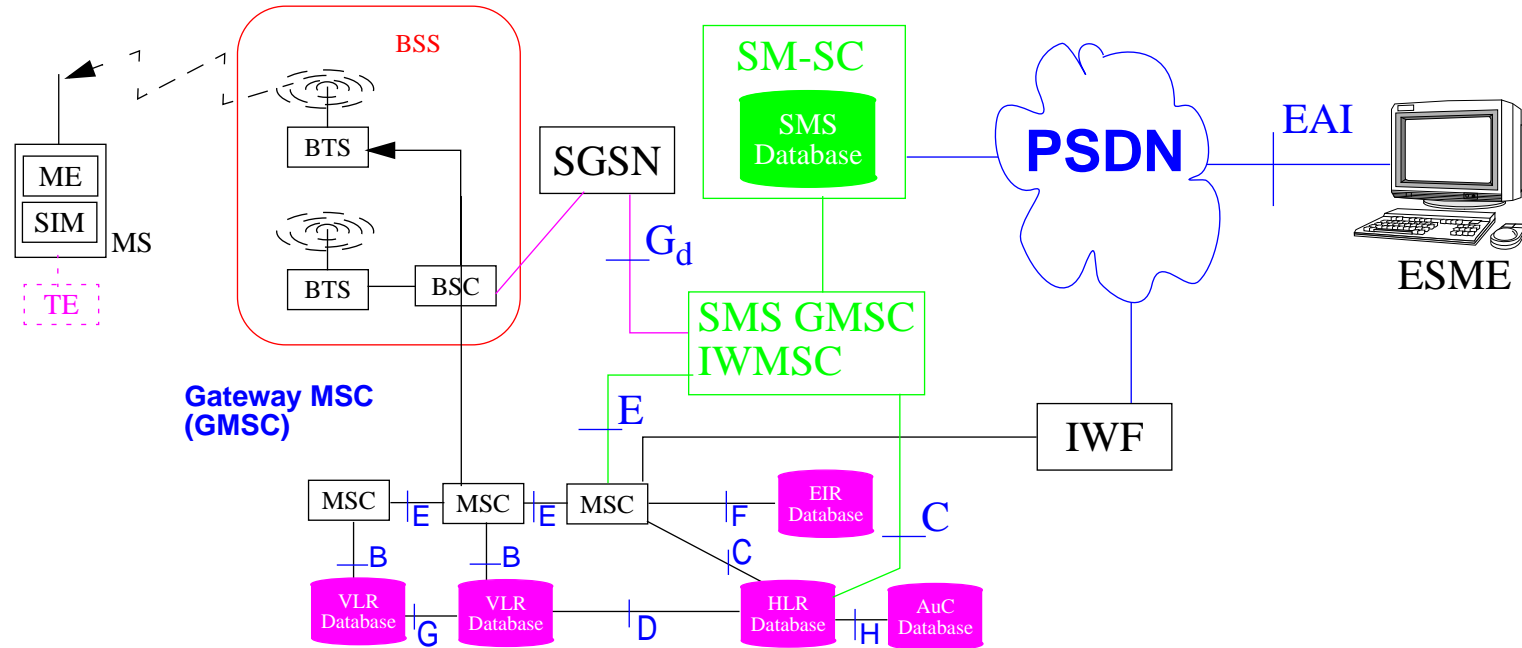 BSS
SM-SC
SMS
Database
EAI
PSDN
BTS
SGSN
ME
SIM
MS
TE
G_d
BTS
BSC
ESME
SMS GMSC
IWMSC
Gateway MSC
(GMSC)
E
IWF
MSC
E
MSC
E
MSC
F
EIR
Database
C
B
B
C
VLR
Database
G
VLR
Database
D
HLR
Database
H
AuC
Database